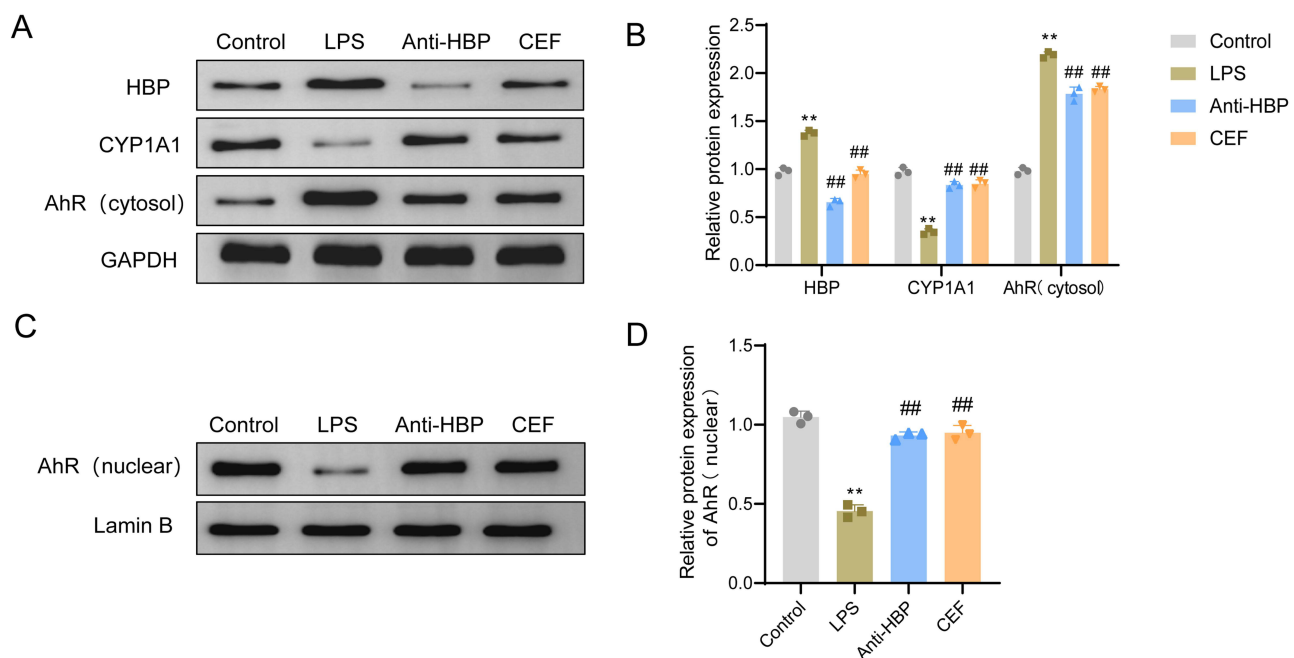 A
Control LPS Anti-HBP CEF
HBP
CYP1A1
AhR（cytosol）
GAPDH
B
Relative protein expression
2.5
2.0
1.5
1.0
0.5
0.0
**
##
##
**
##
##
**
##
##
HBP CYP1A1 AhR( cytosol)
Control
LPS
Anti-HBP
CEF
C
Control LPS Anti-HBP CEF
AhR（nuclear）
Lamin B
D
Relative protein expression
of AhR ( nuclear)
1.5
1.0
0.5
0.0
**
##
##
Control
LPS
Anti-HBP
CEF